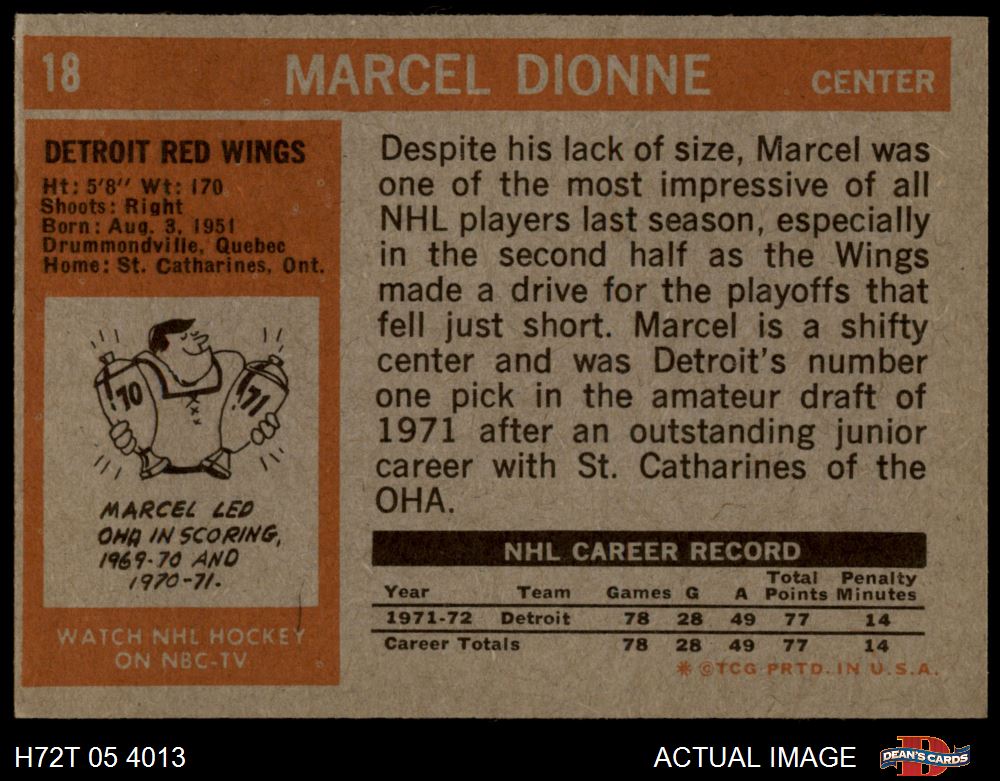 18 MARCEL DIONNE CENTER
DETROIT RED WINGS
Ht: 5'8" Wt: 170
Shoots: Right
Born: Aug. 3, 1951
Drummondville, Quebec
Home: St. Catharines, Ont.
'70 '71
MARCEL LED
OHA IN SCORING,
1969-70 AND
1970-71.
WATCH NHL HOCKEY
ON NBC-TV
Despite his lack of size, Marcel was
one of the most impressive of all
NHL players last season, especially
in the second half as the Wings
made a drive for the playoffs that
fell just short. Marcel is a shifty
center and was Detroit's number
one pick in the amateur draft of
1971 after an outstanding junior
career with St. Catharines of the
OHA.
NHL CAREER RECORD
Year Team Games G A Total Points Penalty Minutes
1971-72 Detroit 78 28 49 77 14
Career Totals 78 28 49 77 14
* ©TCG PRTD. IN U.S.A.
H72T 05 4013 ACTUAL IMAGE DEAN'S CARDS